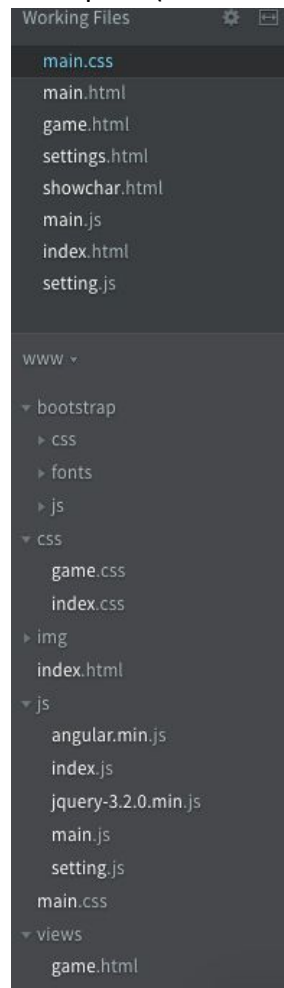 Working Files
main.css
main.html
game.html
settings.html
showchar.html
main.js
index.html
setting.js
www
bootstrap
css
fonts
js
css
game.css
index.css
img
index.html
js
angular.min.js
index.js
jquery-3.2.0.min.js
main.js
setting.js
main.css
views
game.html